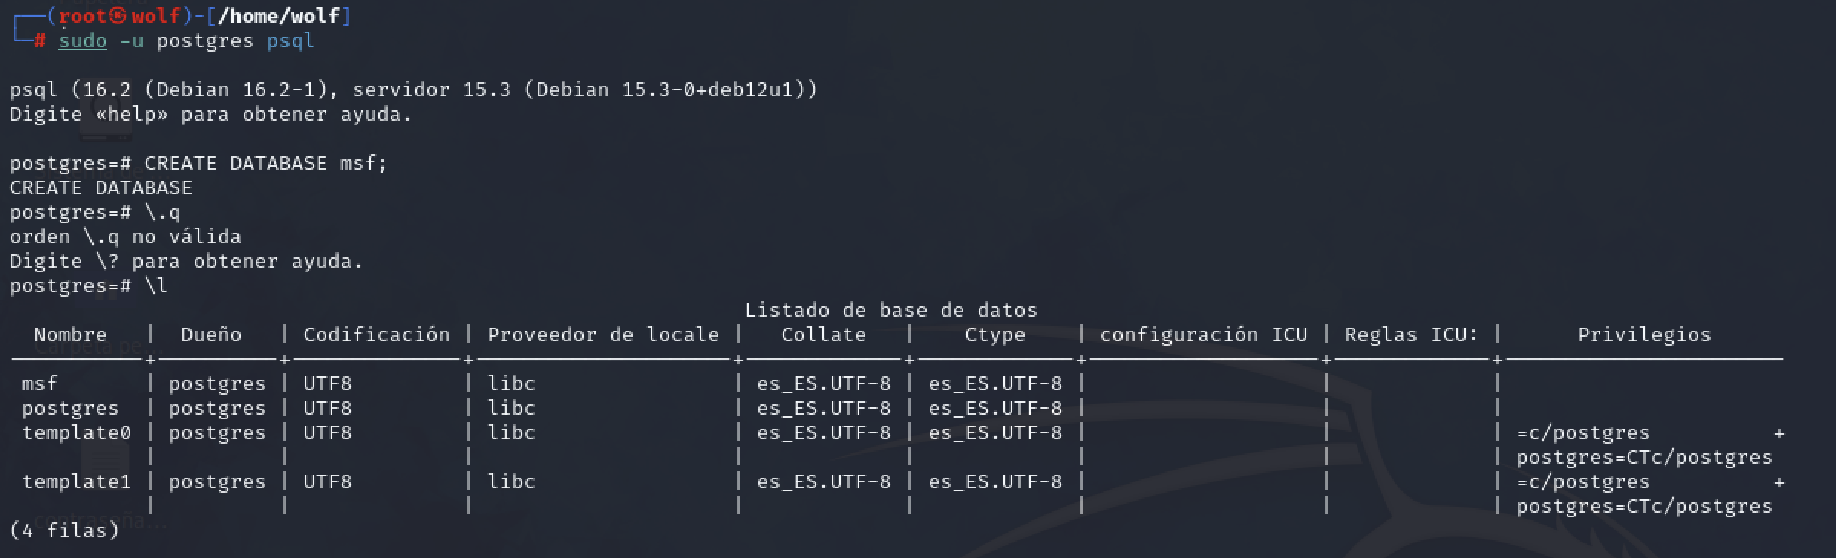 ┌──(root㉿wolf)-[/home/wolf]
└─# sudo -u postgres psql
psql (16.2 (Debian 16.2-1), servidor 15.3 (Debian 15.3-0+deb12u1))
Digite «help» para obtener ayuda.
postgres=# CREATE DATABASE msf;
CREATE DATABASE
postgres=# \.q
orden \.q no válida
Digite \? para obtener ayuda.
postgres=# \l
Listado de base de datos
Nombre | Dueño | Codificación | Proveedor de locale | Collate | Ctype | configuración ICU | Reglas ICU: | Privilegios
msf | postgres | UTF8 | libc | es_ES.UTF-8 | es_ES.UTF-8 | | |
postgres | postgres | UTF8 | libc | es_ES.UTF-8 | es_ES.UTF-8 | | |
template0 | postgres | UTF8 | libc | es_ES.UTF-8 | es_ES.UTF-8 | | | =c/postgres +
| | | | | | | | postgres=CTc/postgres
template1 | postgres | UTF8 | libc | es_ES.UTF-8 | es_ES.UTF-8 | | | =c/postgres +
| | | | | | | | postgres=CTc/postgres
(4 filas)